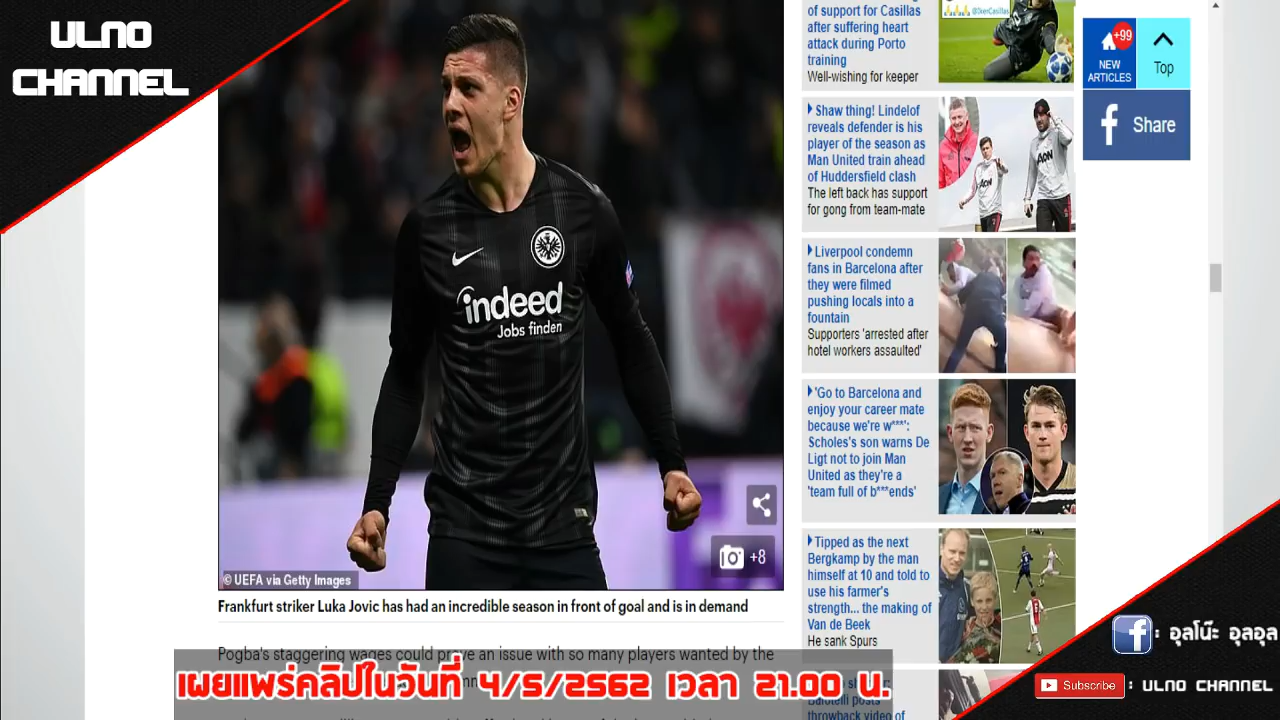 ULNO
CHANNEL
indeed
Jobs finden
© UEFA via Getty Images
+8
Frankfurt striker Luka Jovic has had an incredible season in front of goal and is in demand
Pogba's staggering wages could prove an issue with so many players wanted by the
เผยแพร่คลิปในวันที่ 4/5/2562 เวลา 21.00 น.
of support for Casillas
after suffering heart
attack during Porto
training
Well-wishing for keeper
@IkerCasillas
Shaw thing! Lindelof
reveals defender is his
player of the season as
Man United train ahead
of Huddersfield clash
The left back has support
for gong from team-mate
AON
AON
Liverpool condemn
fans in Barcelona after
they were filmed
pushing locals into a
fountain
Supporters 'arrested after
hotel workers assaulted'
'Go to Barcelona and
enjoy your career mate
because we're w***':
Scholes's son warns De
Ligt not to join Man
United as they're a
'team full of b***ends'
Tipped as the next
Bergkamp by the man
himself at 10 and told to
use his farmer's
strength... the making of
Van de Beek
He sank Spurs
Balotelli posts
throwback video of
+99
NEW
ARTICLES
Top
Share
: อุลโน๊ะ อุลอุล
Subscribe : ULNO CHANNEL